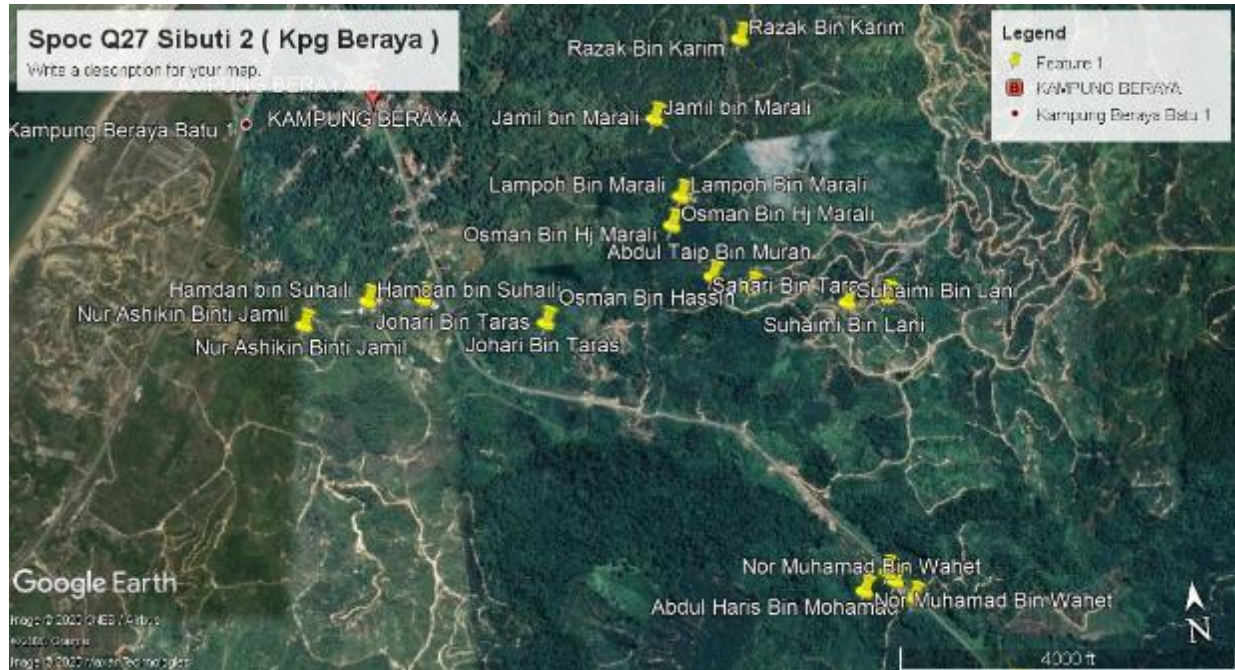 Spoc Q27 Sibuti 2 ( Kpg Beraya )
Write a description for your map.
Legend
Feature 1
KAMPUNG BERAYA
Kampung Beraya Batu 1
Razak Bin Karim
Razak Bin Karim
Kampung Beraya Batu 1
KAMPUNG BERAYA
Jamil bin Marali
Jamil bin Marali
Lampoh Bin Marali
Lampoh Bin Marali
Osman Bin Hj Marali
Osman Bin Hj Marali
Abdul Taip Bin Murah
Hamdan bin Suhaili
Hamdan bin Suhaili
Osman Bin Hassin
Sahari Bin Taras
Suhaimi Bin Lani
Nur Ashikin Binti Jamil
Johari Bin Taras
Suhaimi Bin Lani
Nur Ashikin Binti Jamil
Johari Bin Taras
Nor Muhamad Bin Wahet
Abdul Haris Bin Mohamad
Nor Muhamad Bin Wahet
Google Earth
Image © 2025 Maxar Technologies
4000 ft
N